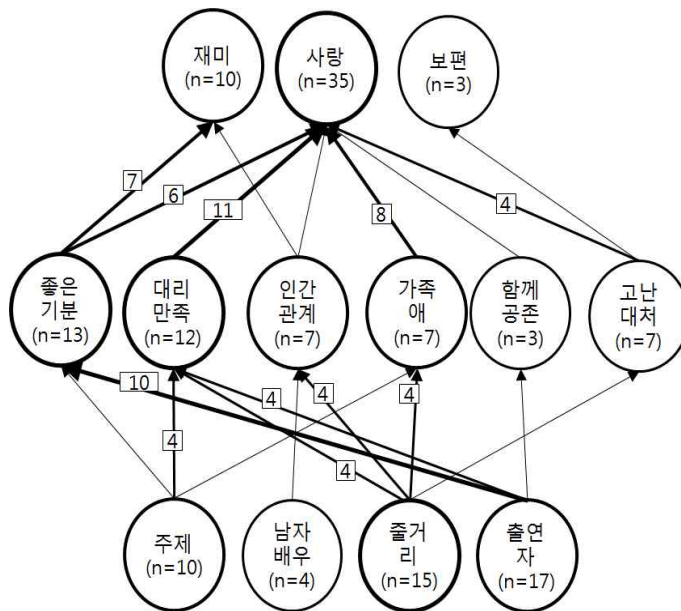 재미
(n=10)
사랑
(n=35)
보편
(n=3)
7
6
11
8
4
좋은
기분
(n=13)
대리
만족
(n=12)
인간
관계
(n=7)
가족
애
(n=7)
함께
공존
(n=3)
고난
대처
(n=7)
10
4
4
4
4
4
주제
(n=10)
남자
배우
(n=4)
줄거
리
(n=15)
출연
자
(n=17)